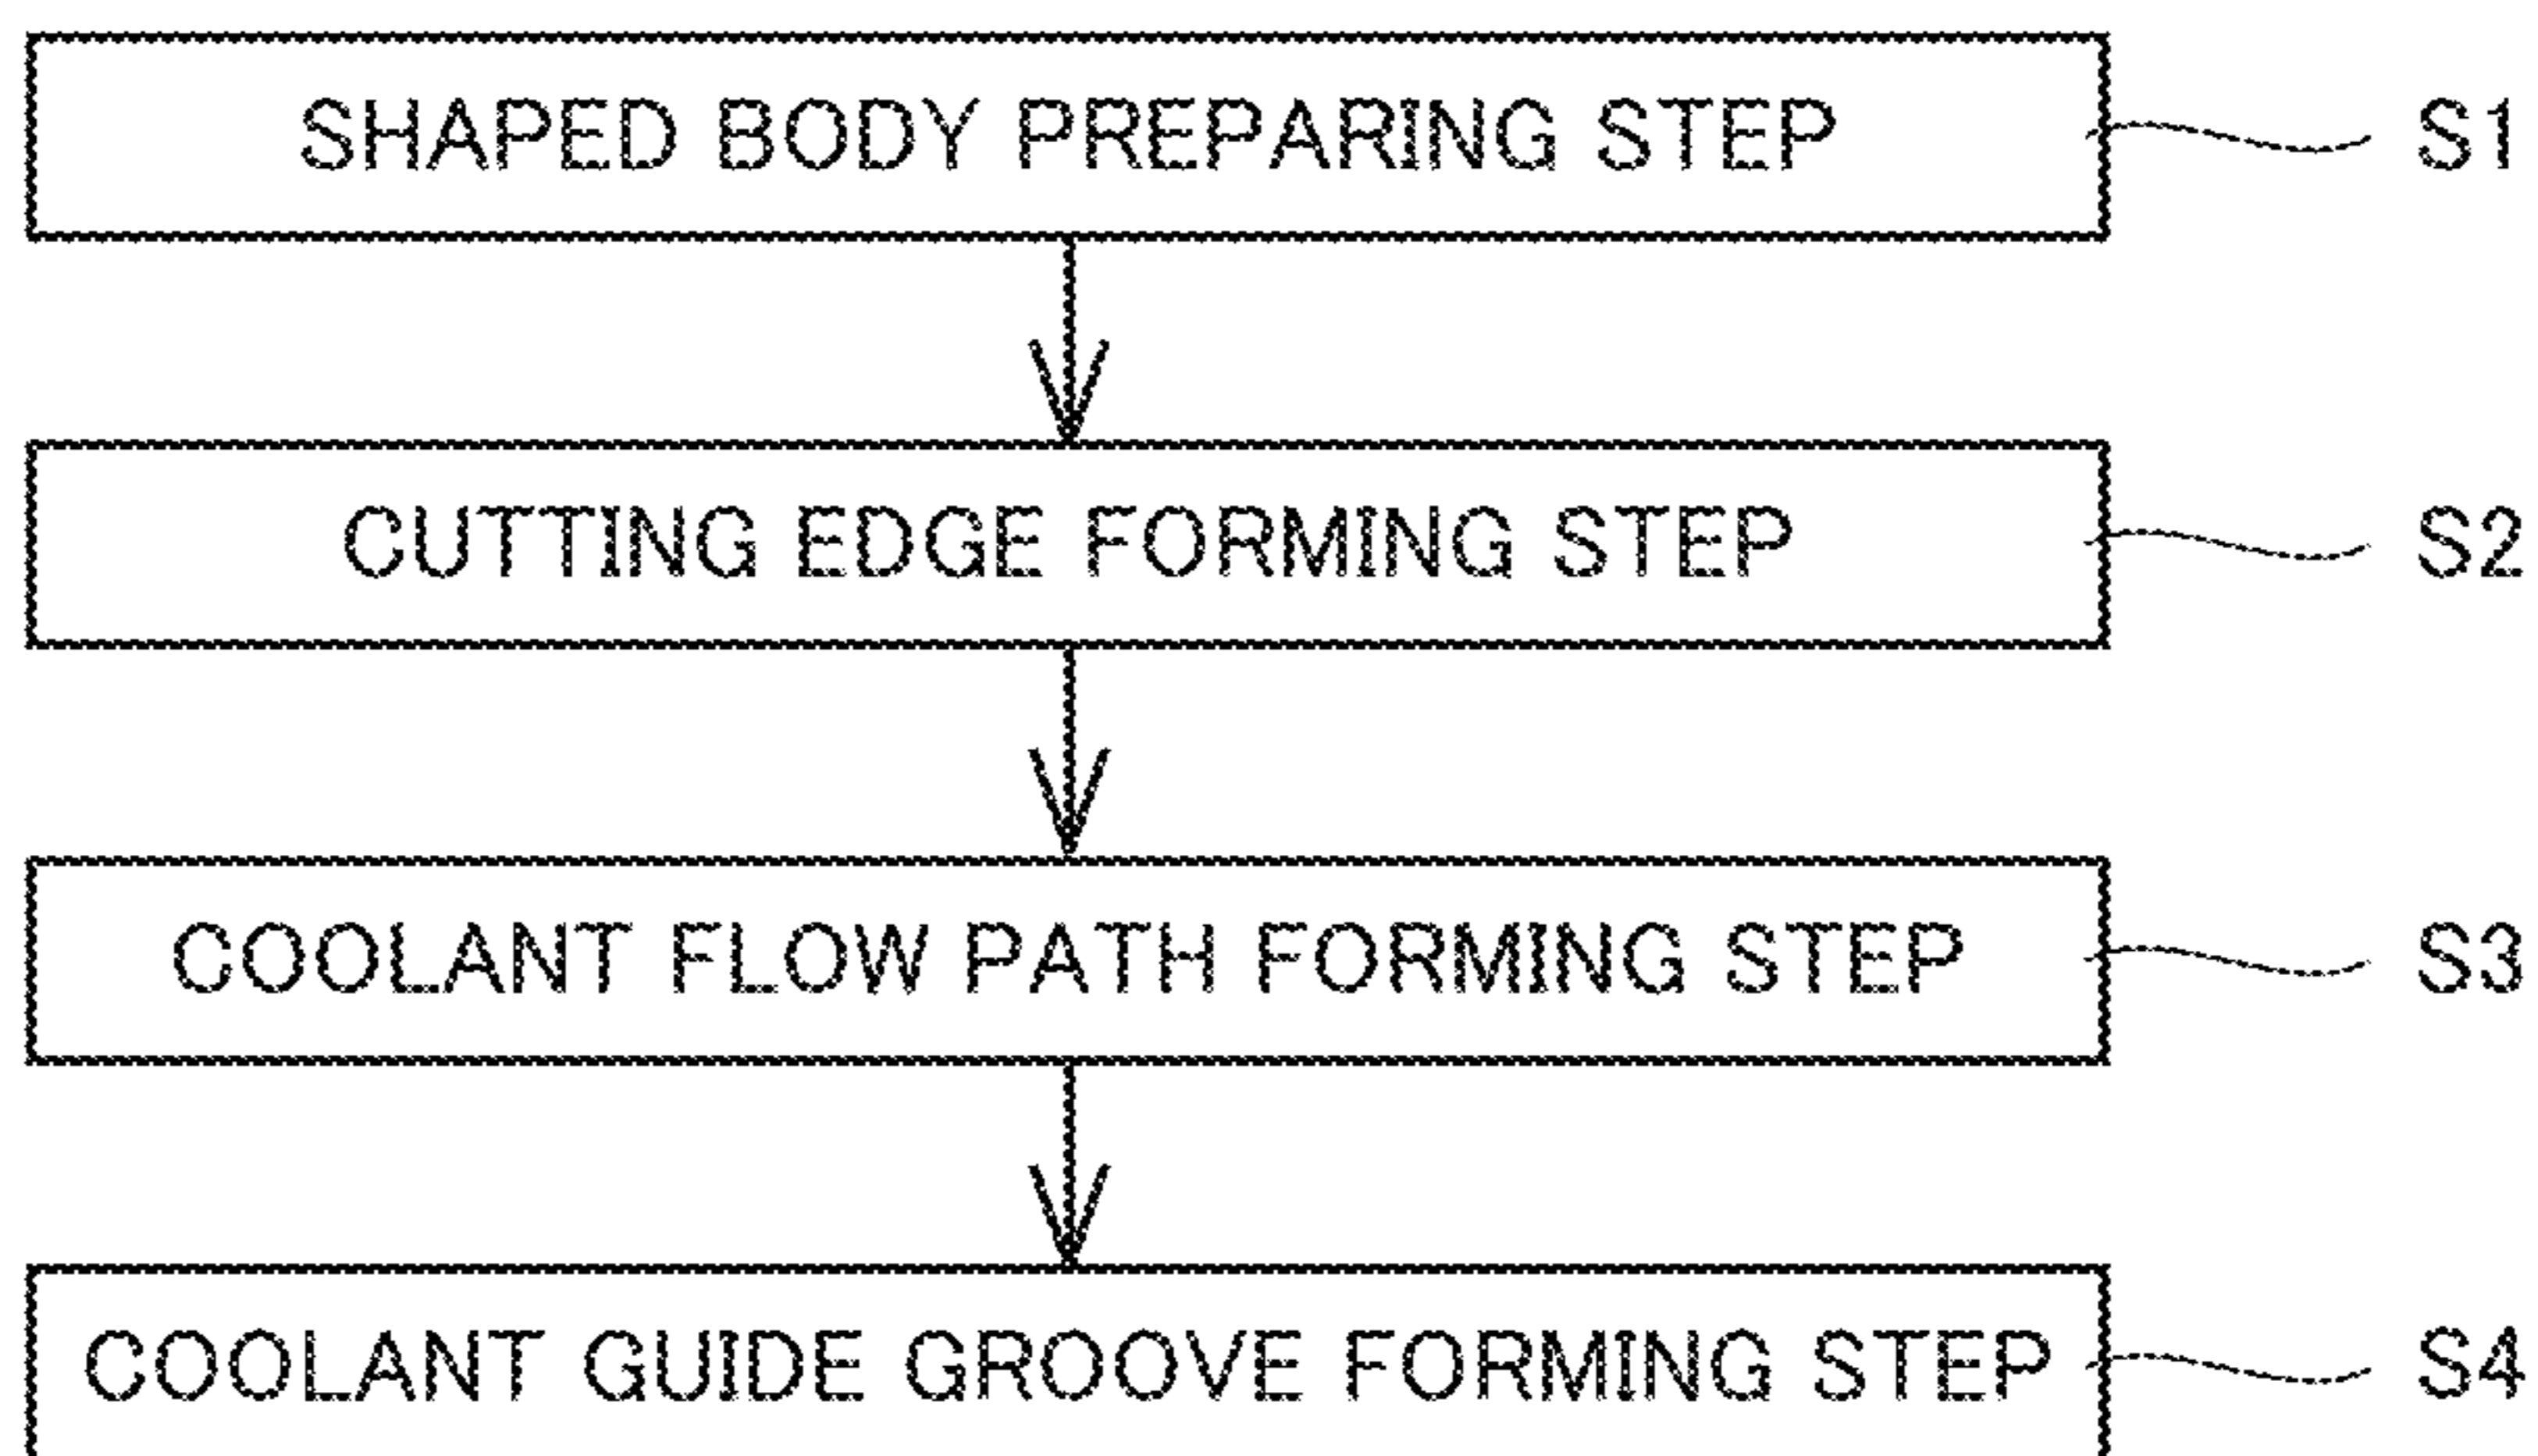 SHAPED BODY PREPARING STEP S1
CUTTING EDGE FORMING STEP S2
COOLANT FLOW PATH FORMING STEP S3
COOLANT GUIDE GROOVE FORMING STEP S4